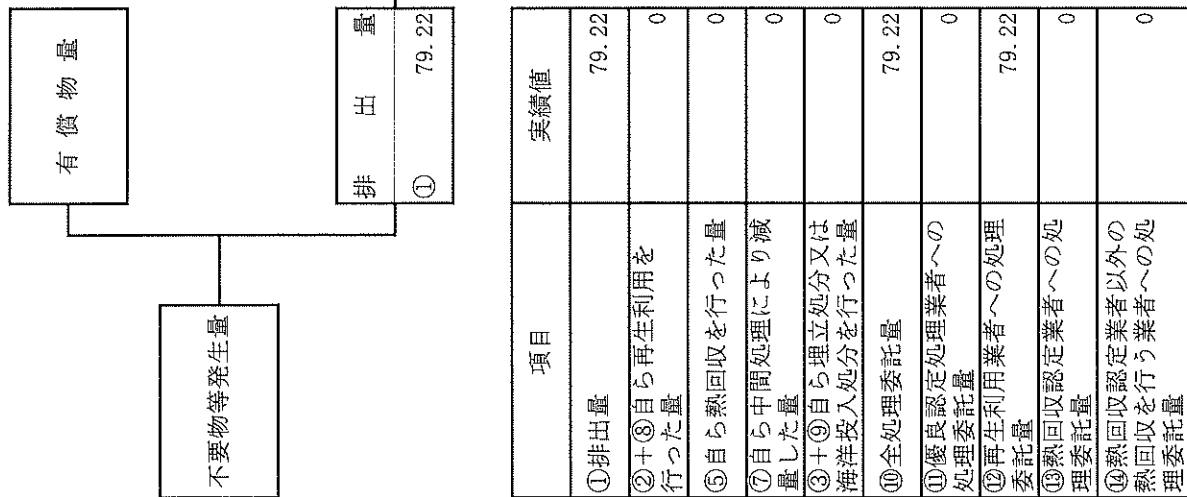 不要物等発生量
有償物量
排出量
① 79.22
項目 実績値
①排出量 79.22
②+⑧自ら再生利用を
行った量 0
⑤自ら熱回収を行った量 0
⑦自ら中間処理により減
量した量 0
③+⑨自ら埋立処分又は
海洋投入処分を行った量 0
⑩全処理委託量 79.22
⑪優良認定処理業者への
処理委託量 0
⑫再生利用業者への処理
委託量 79.22
⑬熱回収認定業者への処
理委託量 0
⑭熱回収認定業者以外の
熱回収を行う業者への処
理委託量 0